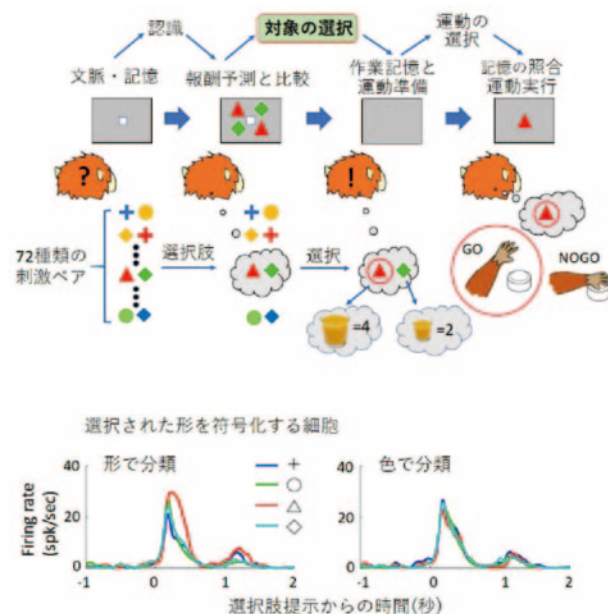 認識
対象の選択
運動の
選択
文脈・記憶
報酬予測と比較
作業記憶と
運動準備
記憶の照合
運動実行
?
!
72種類の
刺激ペア
選択肢
選択
=4
=2
GO
NOGO
選択された形を符号化する細胞
形で分類
色で分類
Firing rate
(spk/sec)
40
20
0
-1
0
1
2
+
○
△
◇
40
20
0
-1
0
1
2
選択肢提示からの時間(秒)